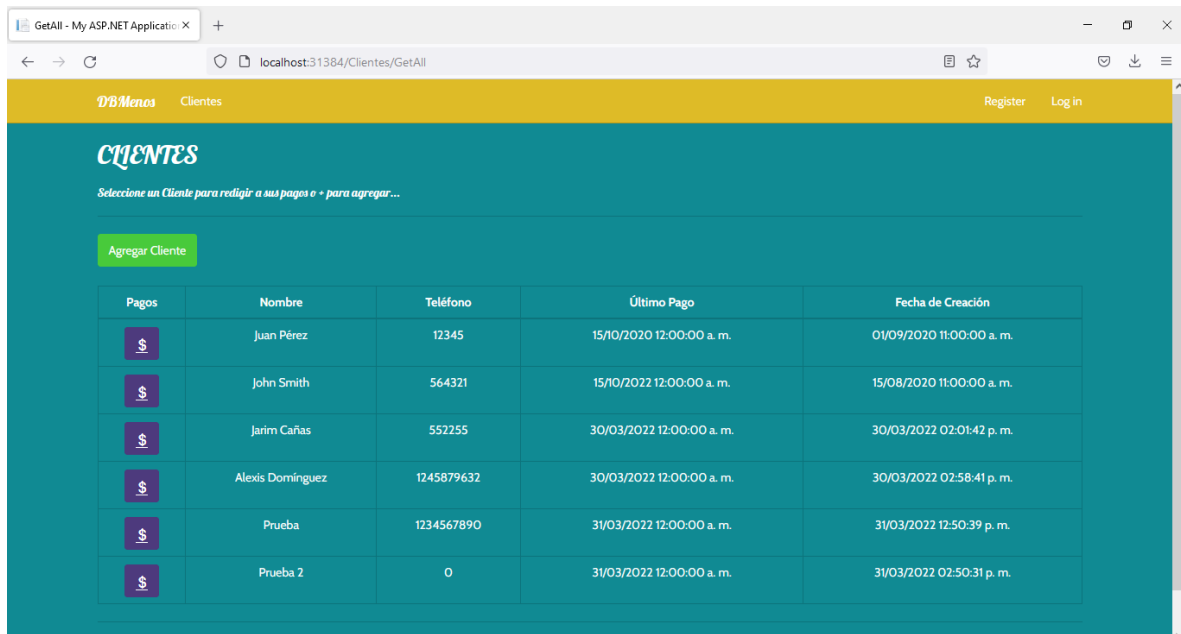 GetAll - My ASP.NET Application
localhost:31384/Clientes/GetAll
DBMenos Clientes Register Log in
CLIENTES
Seleccione un Cliente para redigir a sus pagos o + para agregar...
Agregar Cliente
Pagos Nombre Teléfono Último Pago Fecha de Creación
$ Juan Pérez 12345 15/10/2020 12:00:00 a. m. 01/09/2020 11:00:00 a. m.
$ John Smith 564321 15/10/2022 12:00:00 a. m. 15/08/2020 11:00:00 a. m.
$ Jarim Cañas 552255 30/03/2022 12:00:00 a. m. 30/03/2022 02:01:42 p. m.
$ Alexis Domínguez 1245879632 30/03/2022 12:00:00 a. m. 30/03/2022 02:58:41 p. m.
$ Prueba 1234567890 31/03/2022 12:00:00 a. m. 31/03/2022 12:50:39 p. m.
$ Prueba 2 0 31/03/2022 12:00:00 a. m. 31/03/2022 02:50:31 p. m.